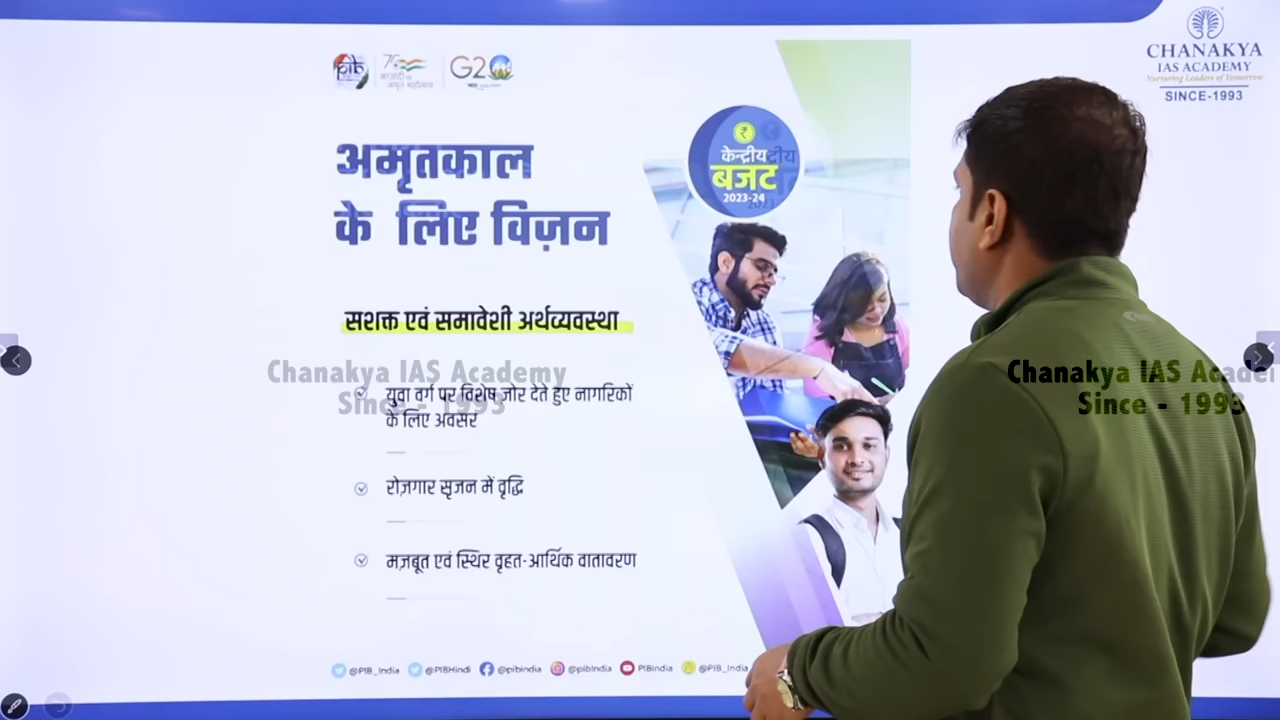 CHANAKYA
IAS ACADEMY
Nurturing Leaders of Tomorrow
SINCE-1993
pib
G20
अमृतकाल
के लिए विज़न
केन्द्रीय
बजट
2023-24
सशक्त एवं समावेशी अर्थव्यवस्था
Chanakya IAS Academy
Since - 1993
युवा वर्ग पर विशेष जोर देते हुए नागरिकों
के लिए अवसर
रोज़गार सृजन में वृद्धि
मज़बूत एवं स्थिर वृहत-आर्थिक वातावरण
Chanakya IAS Acade
Since - 1993
@PIB_India @PIBHindi @pibindia @pibindia PIBindia @PIB_India